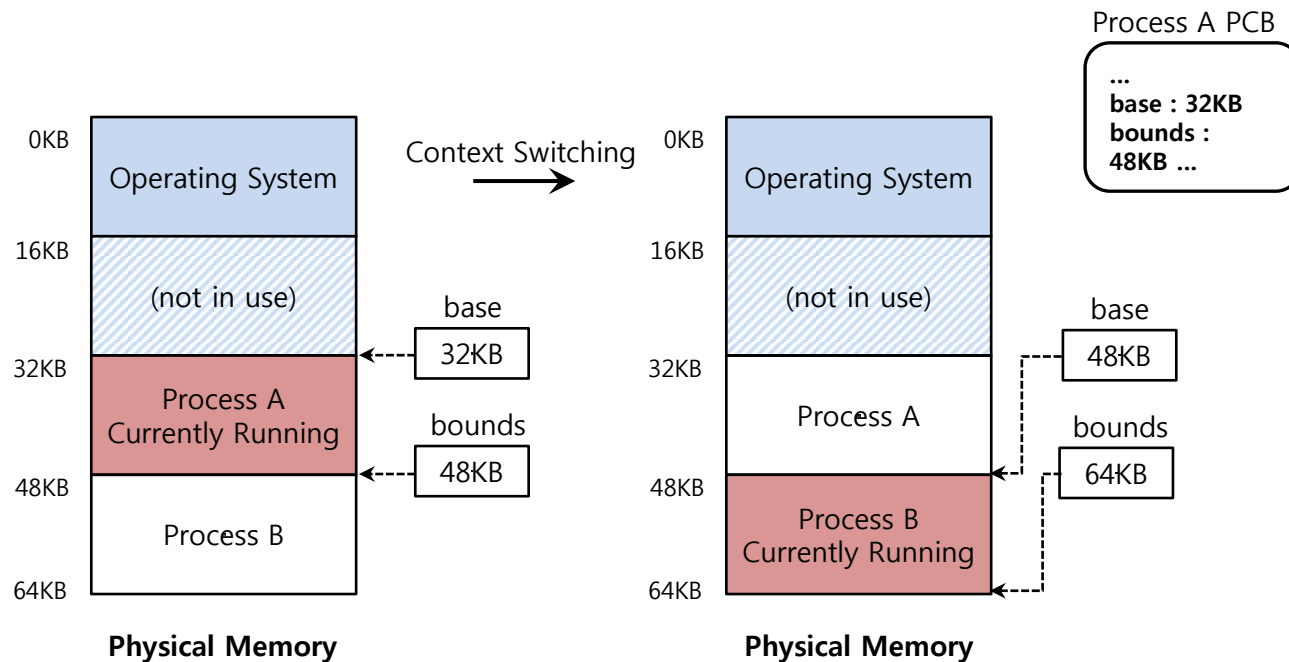 Process A PCB
...
base : 32KB
bounds :
48KB ...
0KB
Operating System
16KB
(not in use)
base
32KB
32KB
Process A
Currently Running
bounds
48KB
48KB
Process B
64KB
Physical Memory
Context Switching
0KB
Operating System
16KB
(not in use)
base
48KB
32KB
Process A
bounds
64KB
48KB
Process B
Currently Running
64KB
Physical Memory